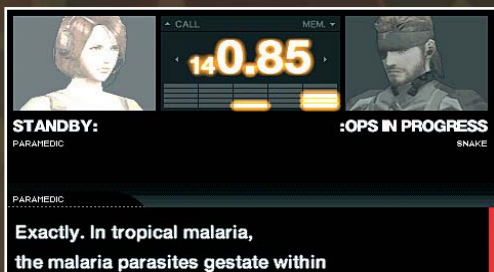 CALL MEM.
140.85
STANDBY: :OPS IN PROGRESS
PARAMEDIC SNAKE
PARAMEDIC
Exactly. In tropical malaria,
the malaria parasites gestate within